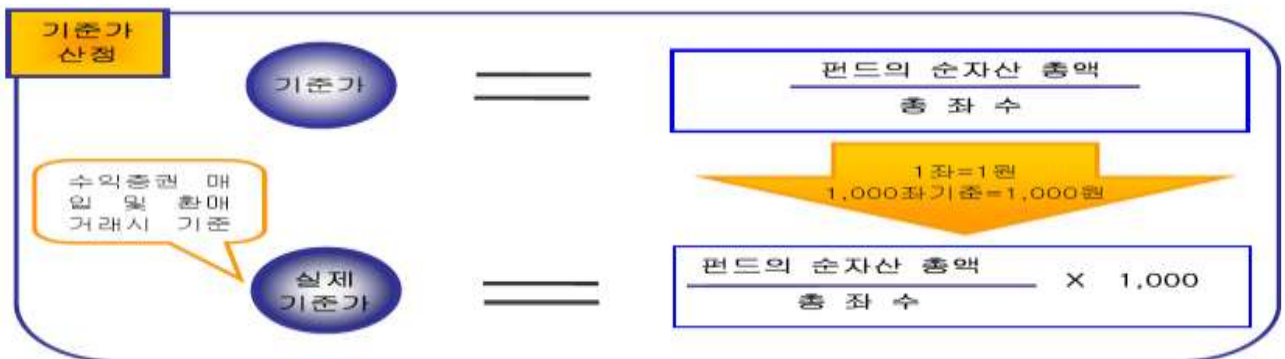 기준가
산정
기준가
펀드의 순자산 총액
총 좌 수
1좌=1원
1,000좌기준=1,000원
수익증권 매
입 및 환매
거래시 기준
실제
기준가
펀드의 순자산 총액
총 좌 수
X 1,000